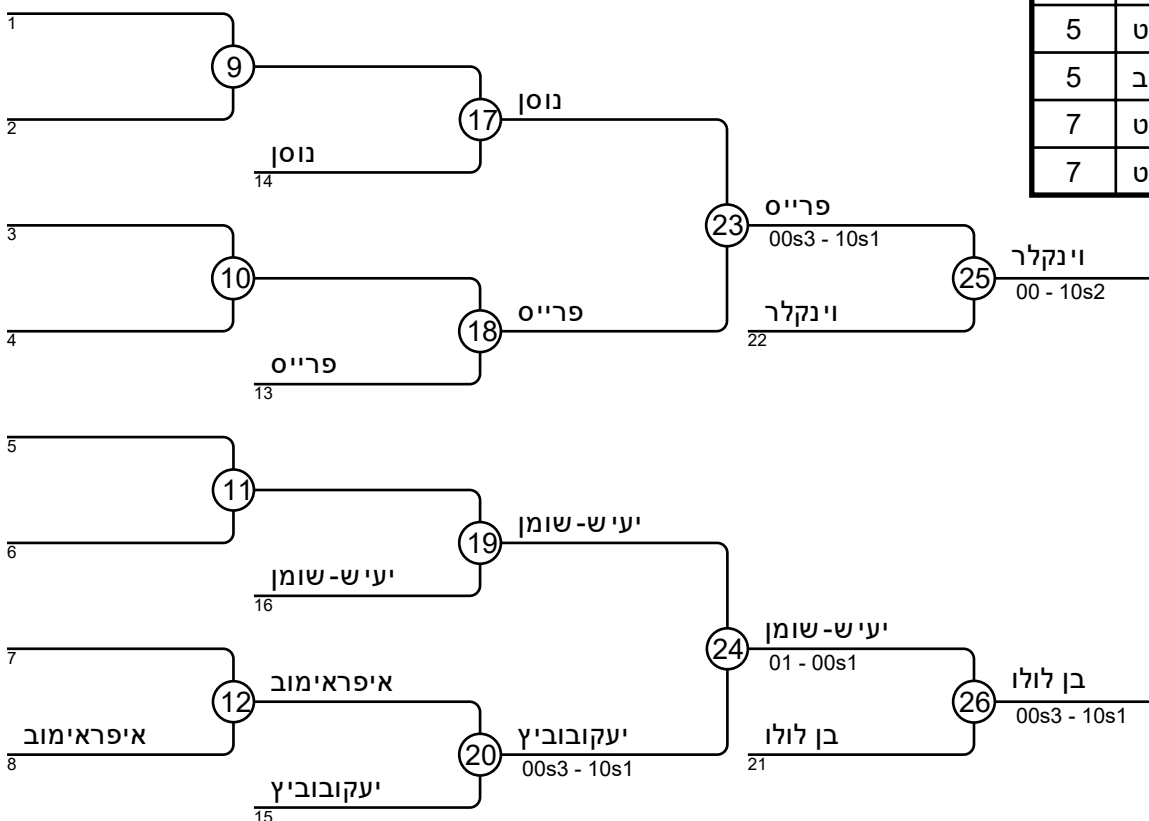 1
5 ט
9
5 ב
נוסן
17
2
7 ט
נוסן
14
7 ט
פרייס
3
23
00s3 - 10s1
וינקלר
10
25
00 - 10s2
פרייס
וינקלר
18
4
22
פרייס
13
5
11
יעיש-שומן
19
6
יעיש-שומן
16
יעיש-שומן
7
24
01 - 00s1
איפראימוב
בן לולו
12
26
00s3 - 10s1
איפראימוב
יעקובוביץ
בן לולו
8
20
00s3 - 10s1
21
יעקובוביץ
15